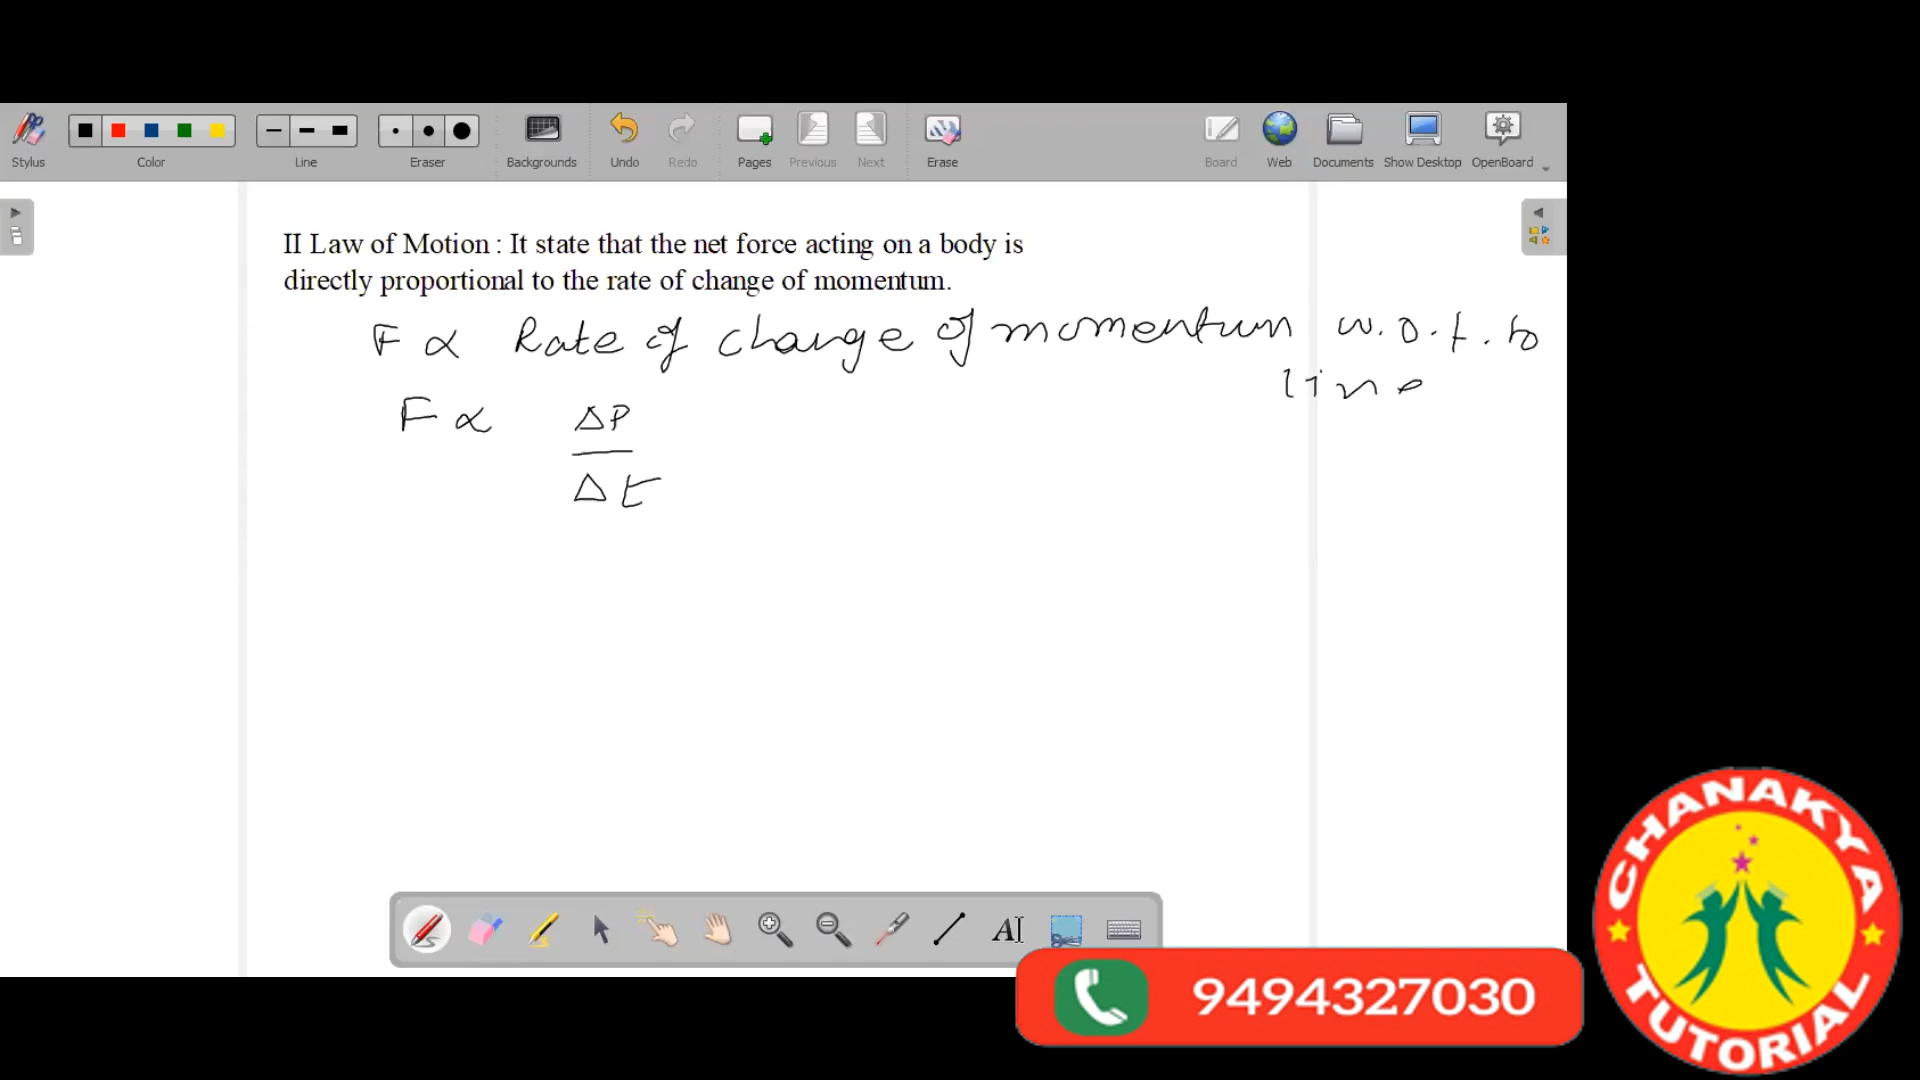 Stylus
Color
Line
Eraser
Backgrounds
Undo
Redo
Pages
Previous
Next
Erase
Board
Web
Documents
Show Desktop
OpenBoard
II Law of Motion : It state that the net force acting on a body is
directly proportional to the rate of change of momentum.
F ∝ Rate of change of momentum w.r.t. to
time
F ∝ ΔP
Δt
9494327030
CHANAKYA
TUTORIAL